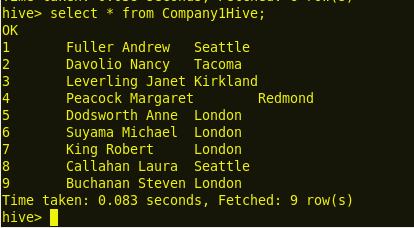 hive> select * from Company1Hive;
OK
1	Fuller Andrew	Seattle
2	Davolio Nancy	Tacoma
3	Leverling Janet	Kirkland
4	Peacock Margaret	Redmond
5	Dodsworth Anne	London
6	Suyama Michael	London
7	King Robert	London
8	Callahan Laura	Seattle
9	Buchanan Steven	London
Time taken: 0.083 seconds, Fetched: 9 row(s)
hive>